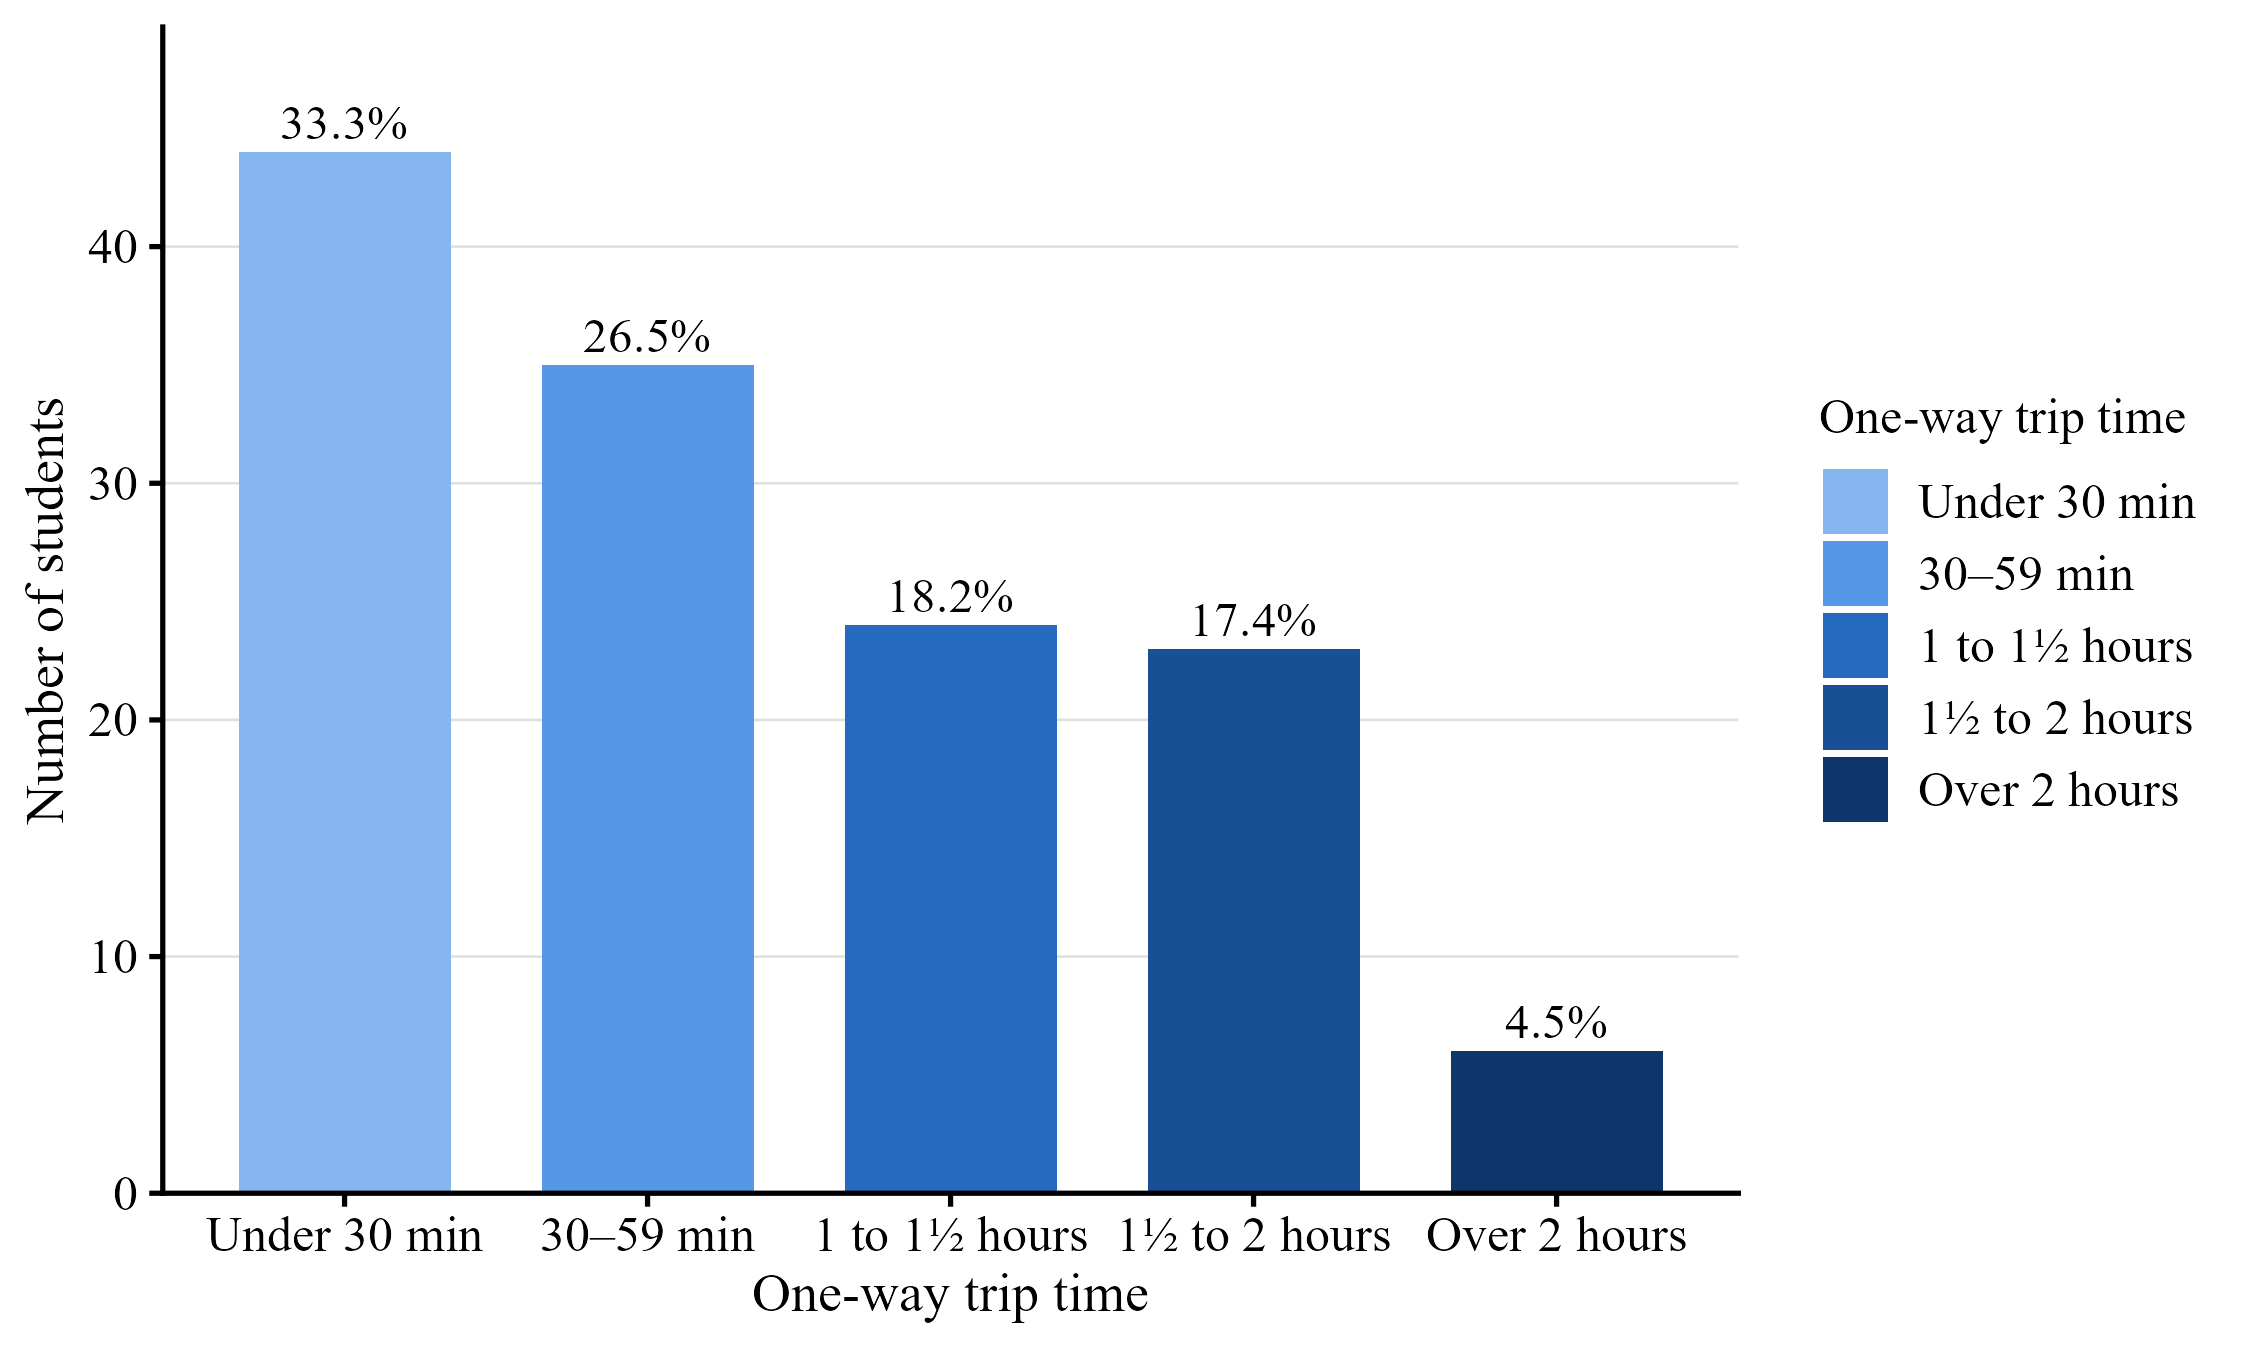 33.3%
26.5%
18.2%
17.4%
4.5%
40
30
20
10
0
Number of students
Under 30 min
30–59 min
1 to 1½ hours
1½ to 2 hours
Over 2 hours
One-way trip time
One-way trip time
Under 30 min
30–59 min
1 to 1½ hours
1½ to 2 hours
Over 2 hours